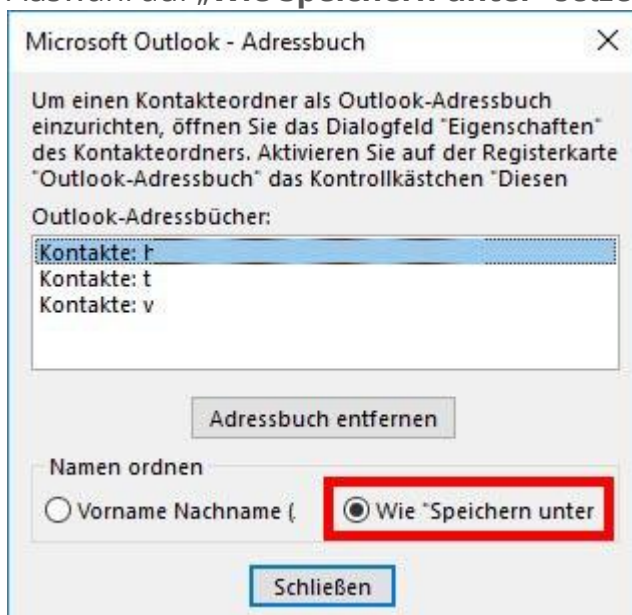 "Wie Speichern unter" setze
Microsoft Outlook - Adressbuch
Um einen Kontakteordner als Outlook-Adressbuch
einzurichten, öffnen Sie das Dialogfeld "Eigenschaften"
des Kontakteordners. Aktivieren Sie auf der Registerkarte
"Outlook-Adressbuch" das Kontrollkästchen "Diesen
Outlook-Adressbücher:
Kontakte: h
Kontakte: t
Kontakte: v
Adressbuch entfernen
Namen ordnen
Vorname Nachname (
Wie "Speichern unter
Schließen